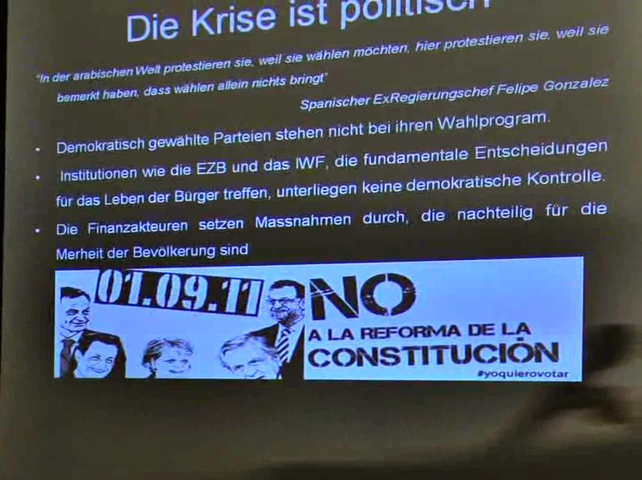 Die Krise ist politisch
"In der arabischen Welt protestieren sie, weil sie wählen möchten, hier protestieren sie, weil sie
bemerkt haben, dass wählen allein nichts bringt"
Spanischer ExRegierungschef Felipe Gonzalez
• Demokratisch gewählte Parteien stehen nicht bei ihren Wahlprogram.
• Institutionen wie die EZB und das IWF, die fundamentale Entscheidungen
für das Leben der Bürger treffen, unterliegen keine demokratische Kontrolle.
• Die Finanzakteuren setzen Massnahmen durch, die nachteilig für die
Merheit der Bevölkerung sind
01.09.11
NO
A LA REFORMA DE LA
CONSTITUCIÓN
#yoquierovotar